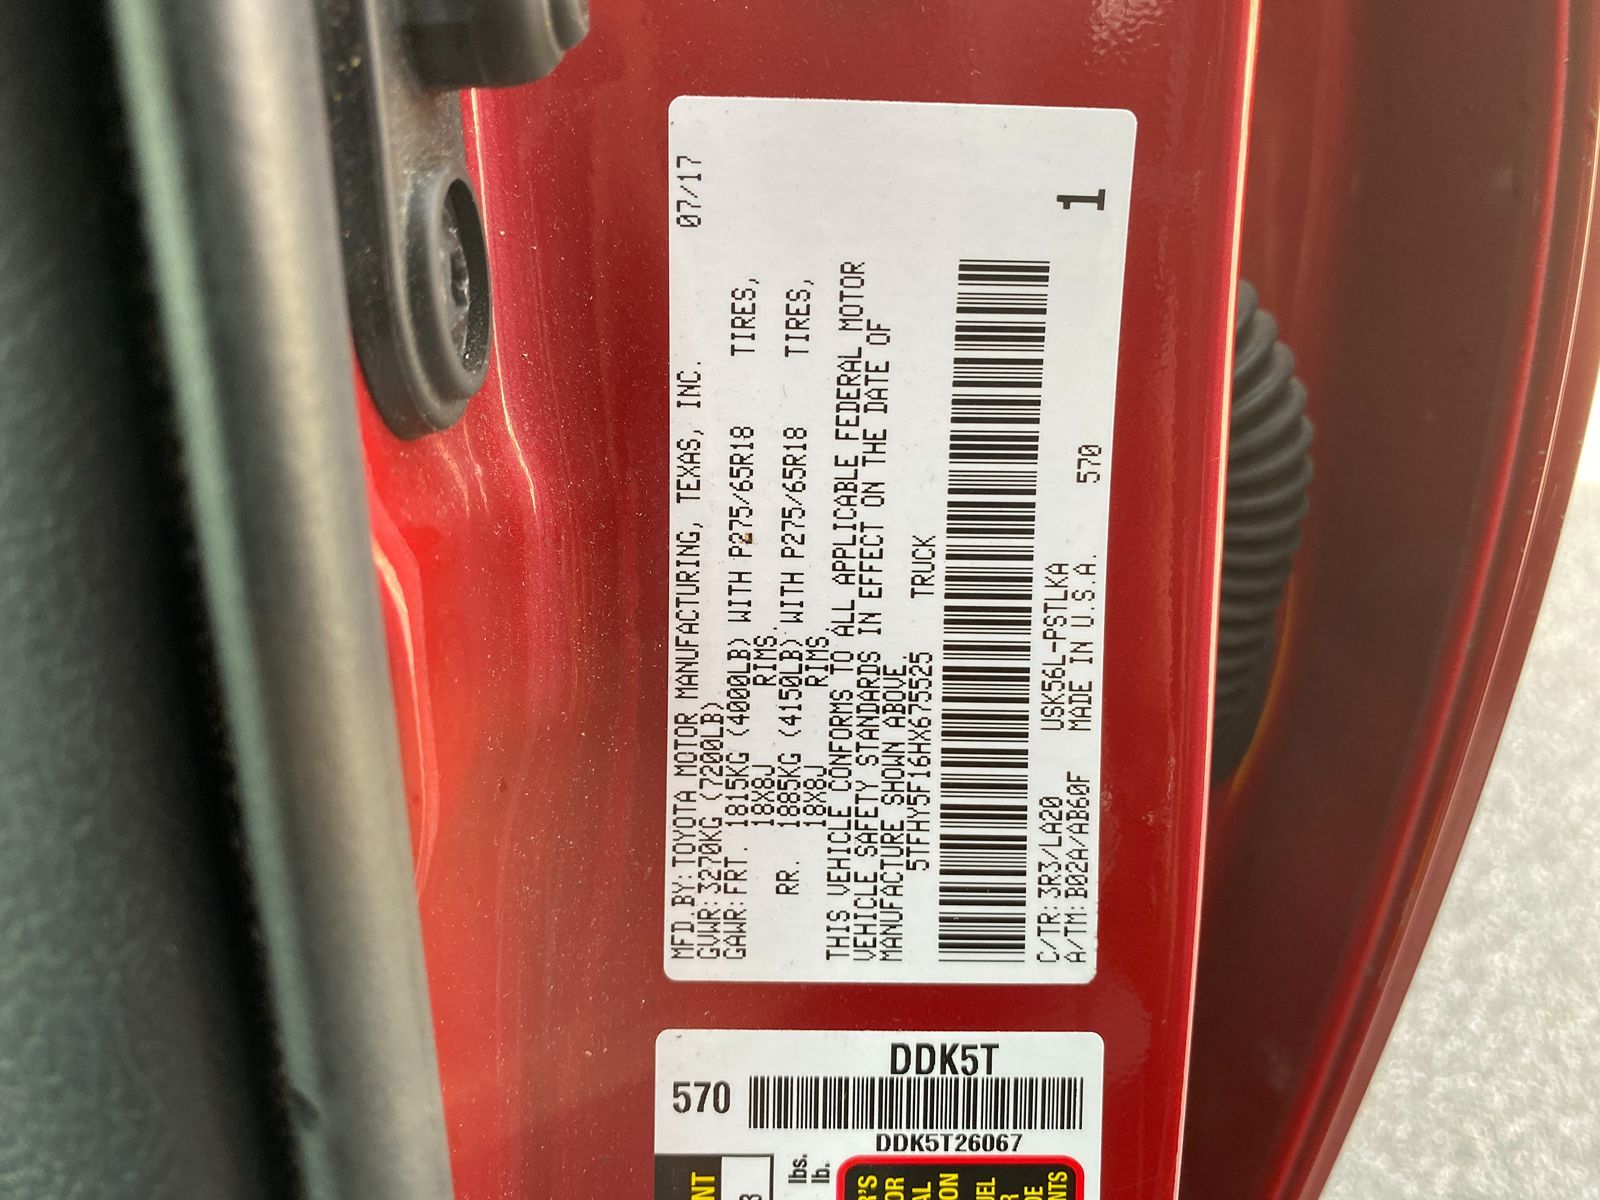 MFD.BY:TOYOTA MOTOR MANUFACTURING, TEXAS, INC. 07/17
GVWR:3270KG (7200LB)
GAWR:FRT. 1815KG (4000LB) WITH P275/65R18 TIRES,
18X8J RIMS.
RR. 1885KG (4150LB) WITH P275/65R18 TIRES,
18X8J RIMS
THIS VEHICLE CONFORMS TO ALL APPLICABLE FEDERAL MOTOR
VEHICLE SAFETY STANDARDS IN EFFECT ON THE DATE OF
MANUFACTURE SHOWN ABOVE.
5TFHY5F16HX675525 TRUCK
1
C/TR:3R3/LA20 USK56L-PSTLKA
A/TM:B02A/AB60F MADE IN U.S.A. 570
DDK5T
570
DDK5T26067
lbs.
lb.